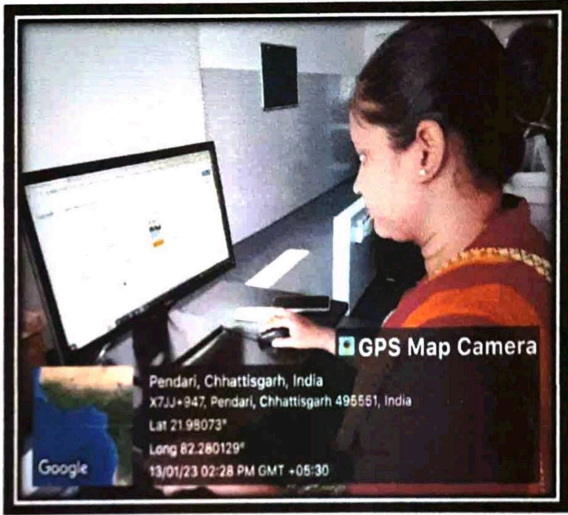 GPS Map Camera
Pendari, Chhattisgarh, India
X7JJ+947, Pendari, Chhattisgarh 495551, India
Lat 21.98073°
Long 82.280129°
13/01/23 02:28 PM GMT +05:30
Google